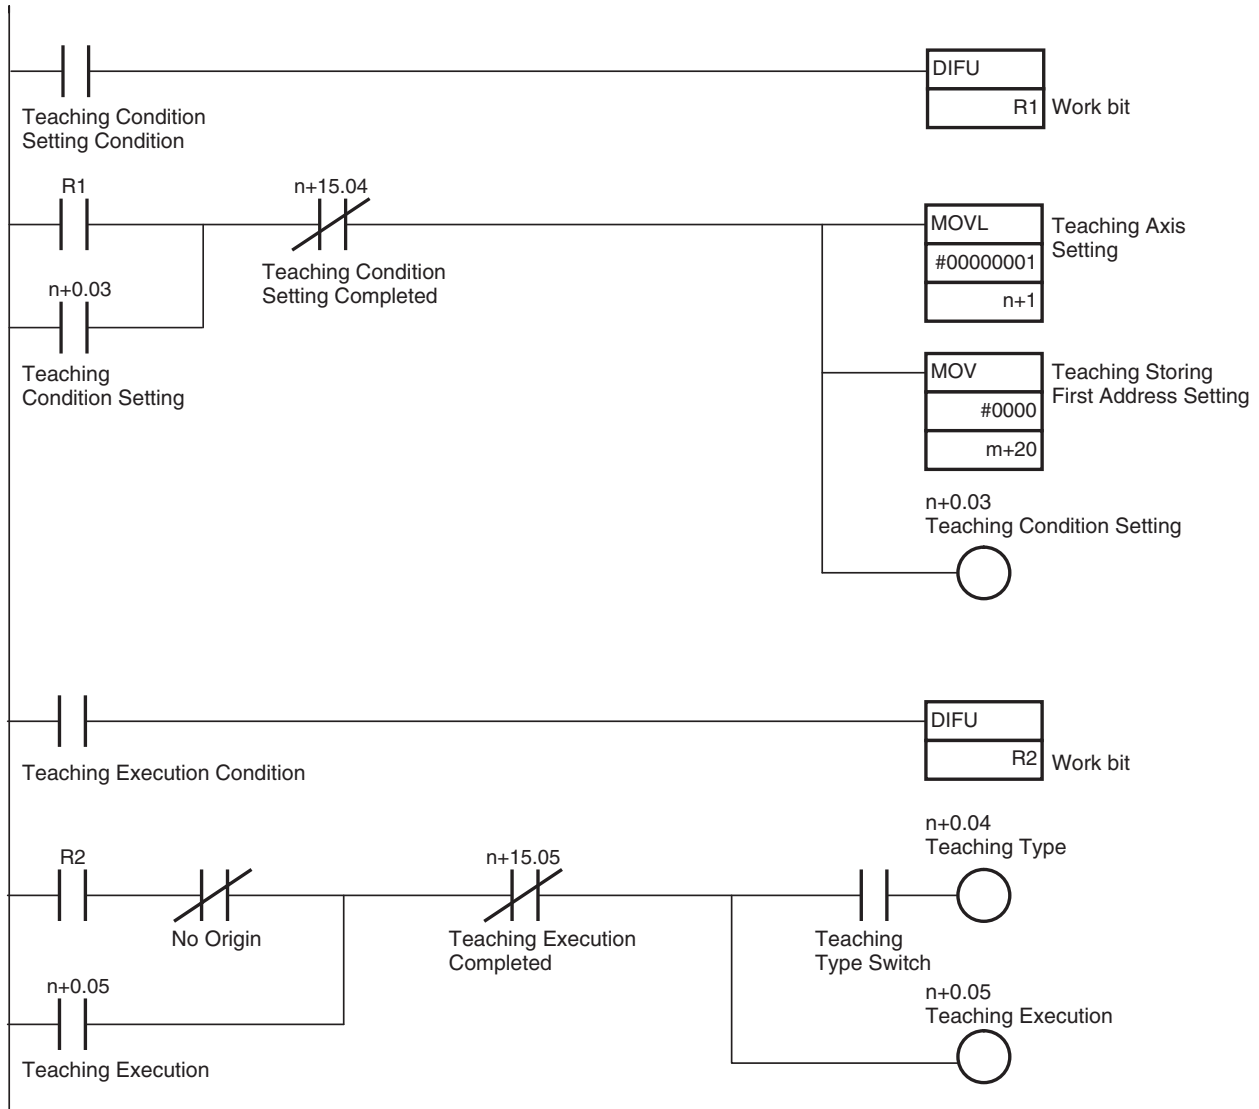 DIFU
R1 Work bit
Teaching Condition
Setting Condition
R1
n+15.04
Teaching Condition
Setting Completed
n+0.03
Teaching
Condition Setting
MOVL
#00000001
n+1
Teaching Axis
Setting
MOV
#0000
m+20
Teaching Storing
First Address Setting
n+0.03
Teaching Condition Setting
DIFU
R2 Work bit
Teaching Execution Condition
n+0.04
Teaching Type
R2
No Origin
n+15.05
Teaching Execution
Completed
Teaching
Type Switch
n+0.05
Teaching Execution
n+0.05
Teaching Execution